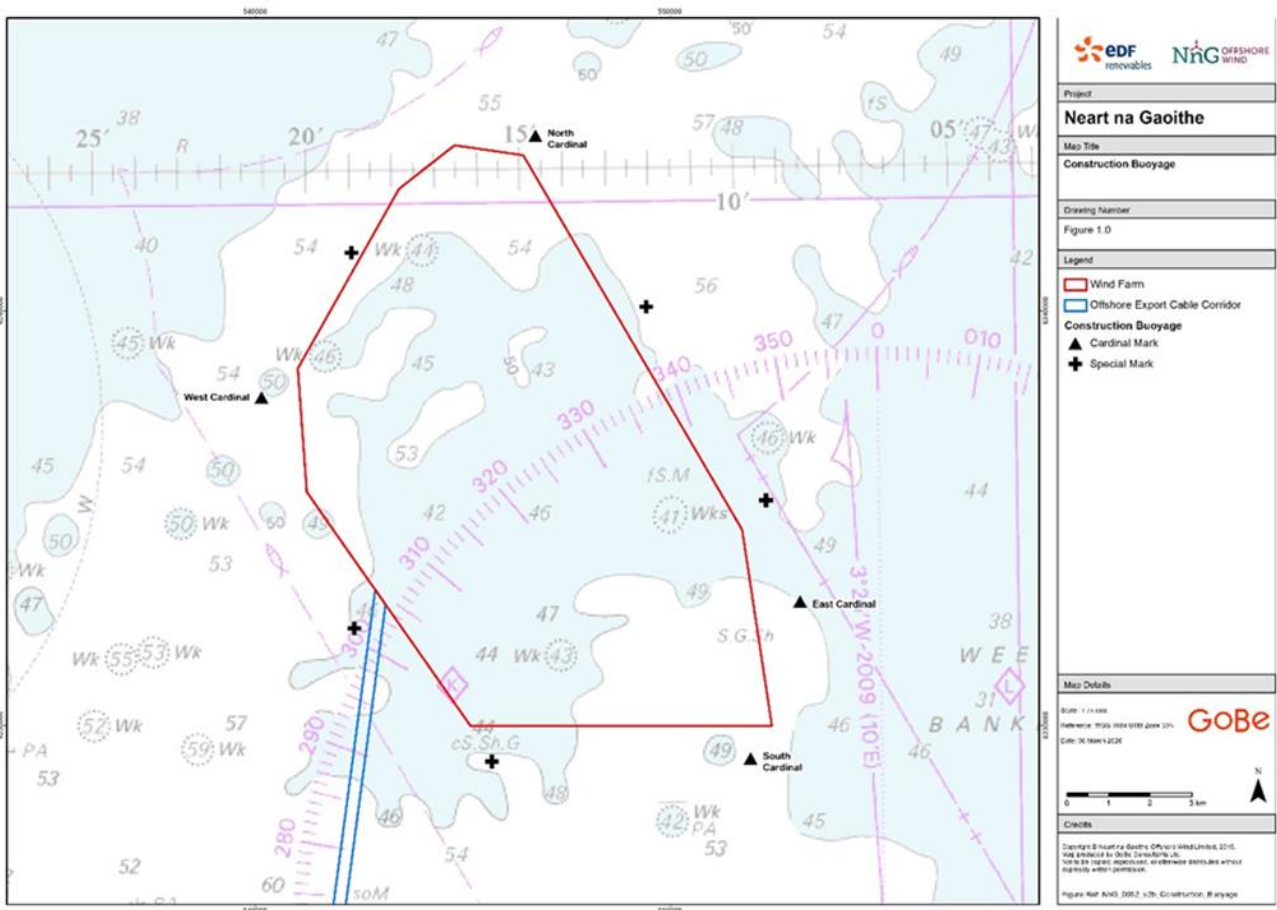 540000
550000
47
50
50
54
49
55
38
25'
20'
15'
North
Cardinal
57
48
fS
05'
47
43
R
10'
40
54
Wk
44
54
42
48
56
45
Wk
Wk
46
47
350
0
010
54
50
45
50
43
340
West Cardinal
330
53
46
Wk
45
54
50
320
fS.M
44
W
50
Wk
50
49
42
46
41
Wks
50
53
310
49
Wk
47
47
49
East Cardinal
38
300
S.G.Sh
Wk
55
53
Wk
44
Wk
43
WEE
31
L
52
Wk
57
290
44
46
BANK
PA
59
Wk
cS.Sh.G
49
South
Cardinal
46
53
48
46
42
Wk
PA
45
280
54
53
52
60
soM
edf
renewables
NnG OFFSHORE
WIND
Project
Neart na Gaoithe
Map Title
Construction Buoyage
Drawing Number
Figure 1.0
Legend
Wind Farm
Offshore Export Cable Corridor
Construction Buoyage
Cardinal Mark
Special Mark
Map Details
GoBe
N
0 1 2 3 km
Credits